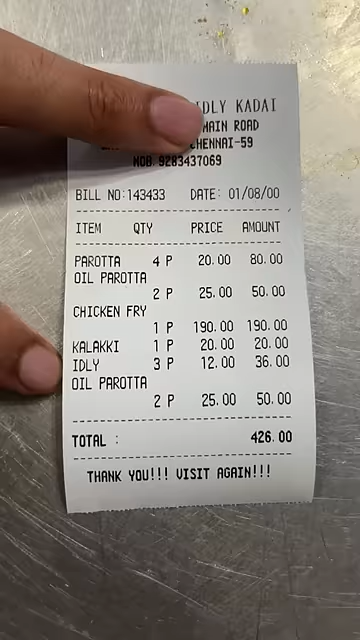 IDLY KADAI
MAIN ROAD
CHENNAI-59
MOB 9283437069
BILL NO:143433 DATE: 01/08/00
ITEM QTY PRICE AMOUNT
PAROTTA 4 P 20.00 80.00
OIL PAROTTA
2 P 25.00 50.00
CHICKEN FRY
1 P 190.00 190.00
KALAKKI 1 P 20.00 20.00
IDLY 3 P 12.00 36.00
OIL PAROTTA
2 P 25.00 50.00
TOTAL : 426.00
THANK YOU!!! VISIT AGAIN!!!